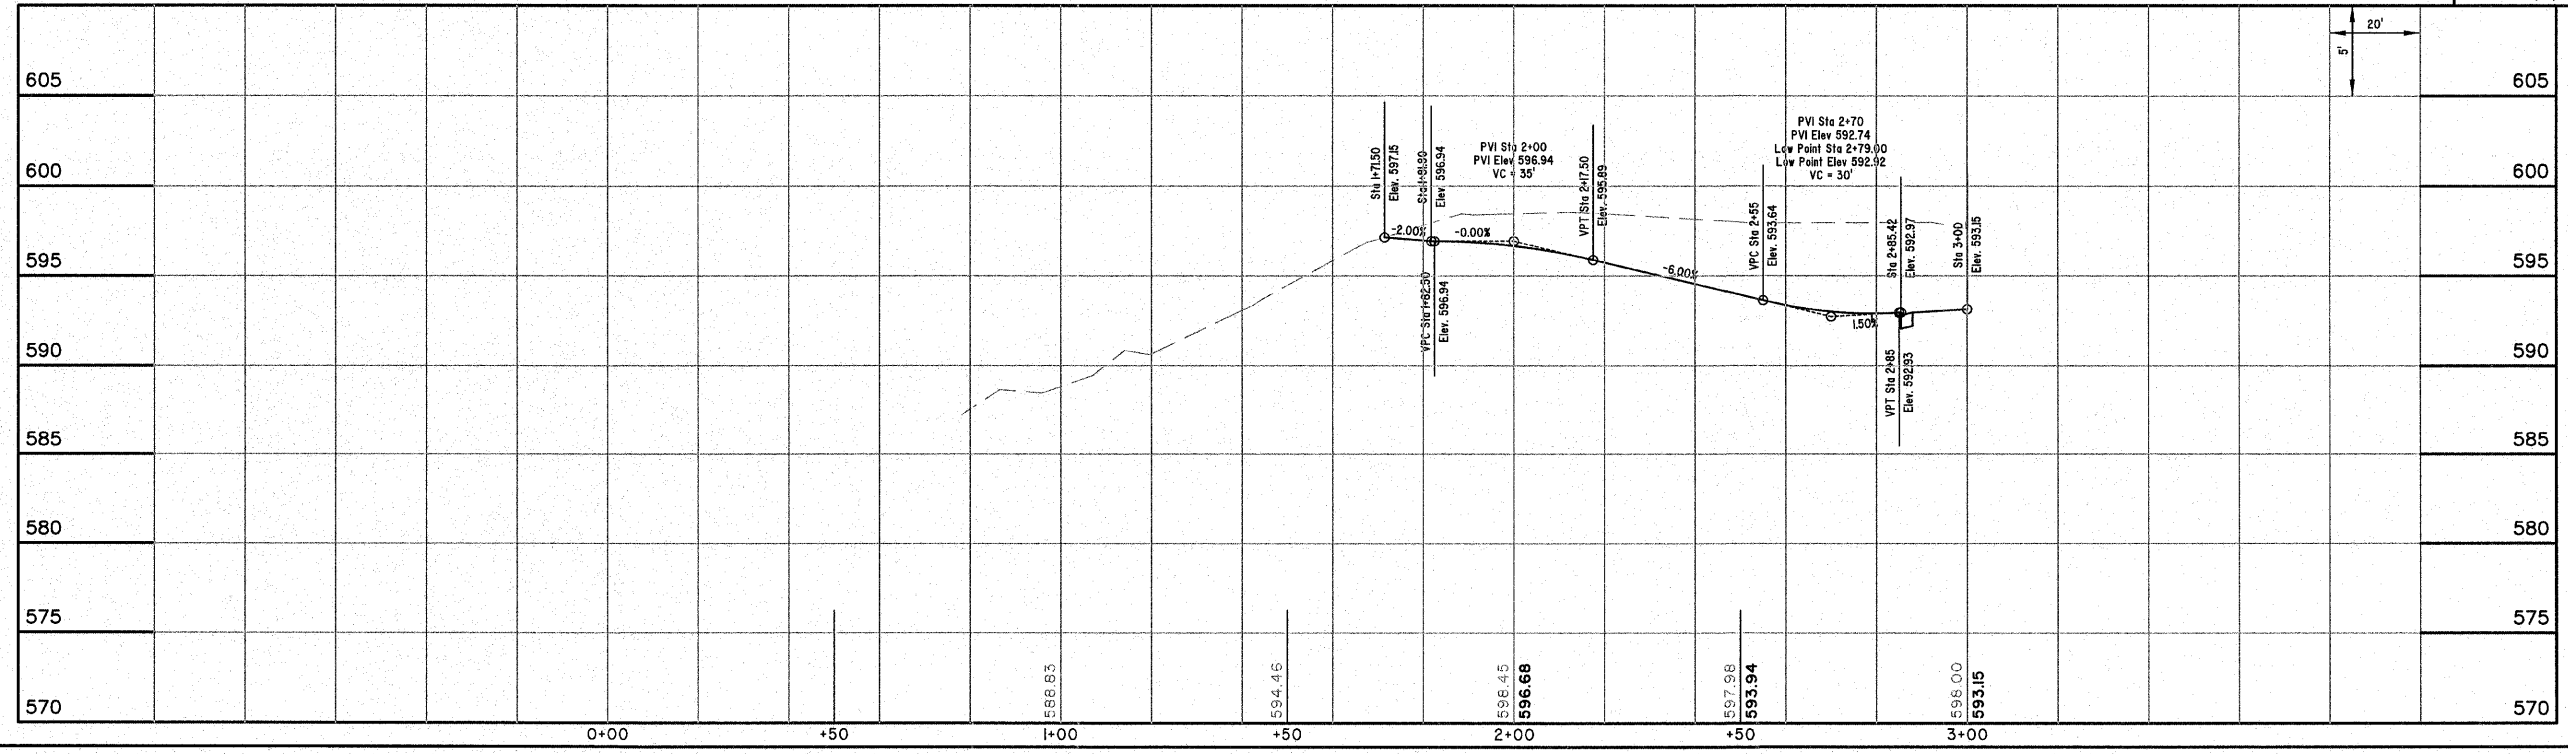 20'
5'
605
605
600
600
595
595
590
590
585
585
580
580
575
575
570
570
Sta 1+71.50
Elev. 597.15
Sta 1+81.90
Elev. 596.94
PVI Sta 2+00
PVI Elev 596.94
VC = 35'
VPT Sta 2+17.50
Elev. 595.89
PVI Sta 2+70
PVI Elev 592.74
Low Point Sta 2+79.00
Low Point Elev 592.92
VC = 30'
VPC Sta 2+55
Elev. 593.64
Sta 2+85.42
Elev. 592.97
Sta 3+00
Elev. 593.15
-2.00%
-0.00%
-6.00%
1.50%
VPC Sta 1+82.50
Elev. 596.94
VPT Sta 2+85
Elev. 592.93
588.83
594.46
598.45
596.68
597.98
593.94
598.00
593.15
0+00
+50
1+00
+50
2+00
+50
3+00